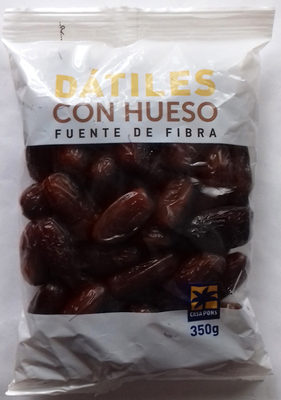 DÁTILES
CON HUESO
FUENTE DE FIBRA
CASA PONS
350g